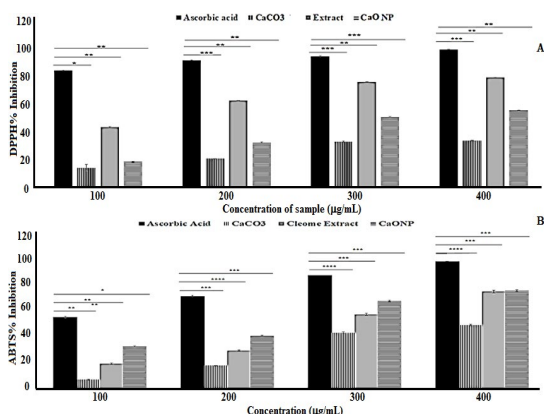 120
Ascorbic acid CaCO3 Extract CaO NP
A
100
80
60
40
20
0
DPPH% Inhibition
** ** *
** ** ***
*** ** ***
** ** ***
100 200 300 400
Concentration of sample (µg/mL)
B
120
Ascorbic Acid CaCO3 Cleome Extract CaONP
100
80
60
40
20
0
ABTS% Inhibition
* ** ** **
*** **** ***
*** *** ****
*** *** ****
100 200 300 400
Concentration (µg/mL)